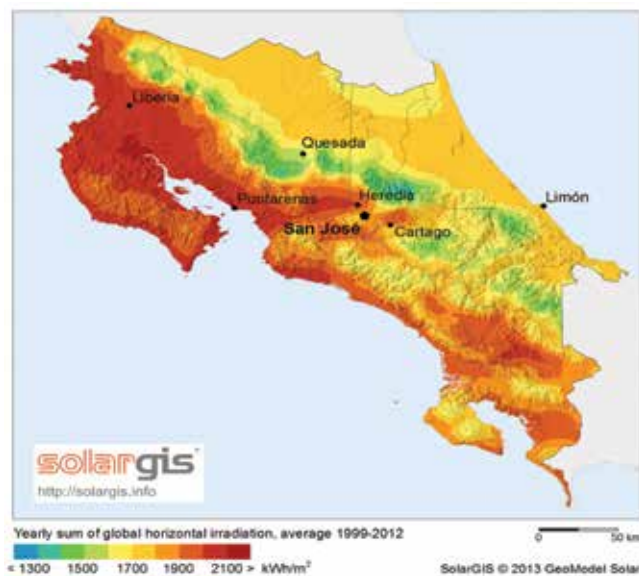 Liberia
Quesada
Puntarenas
Heredia
Limón
San José
Cartago
solargis
http://solargis.info
Yearly sum of global horizontal irradiation, average 1999-2012
0 50 km
< 1300 1500 1700 1900 2100 > kWh/m²
SolarGIS © 2013 GeoModel Solar